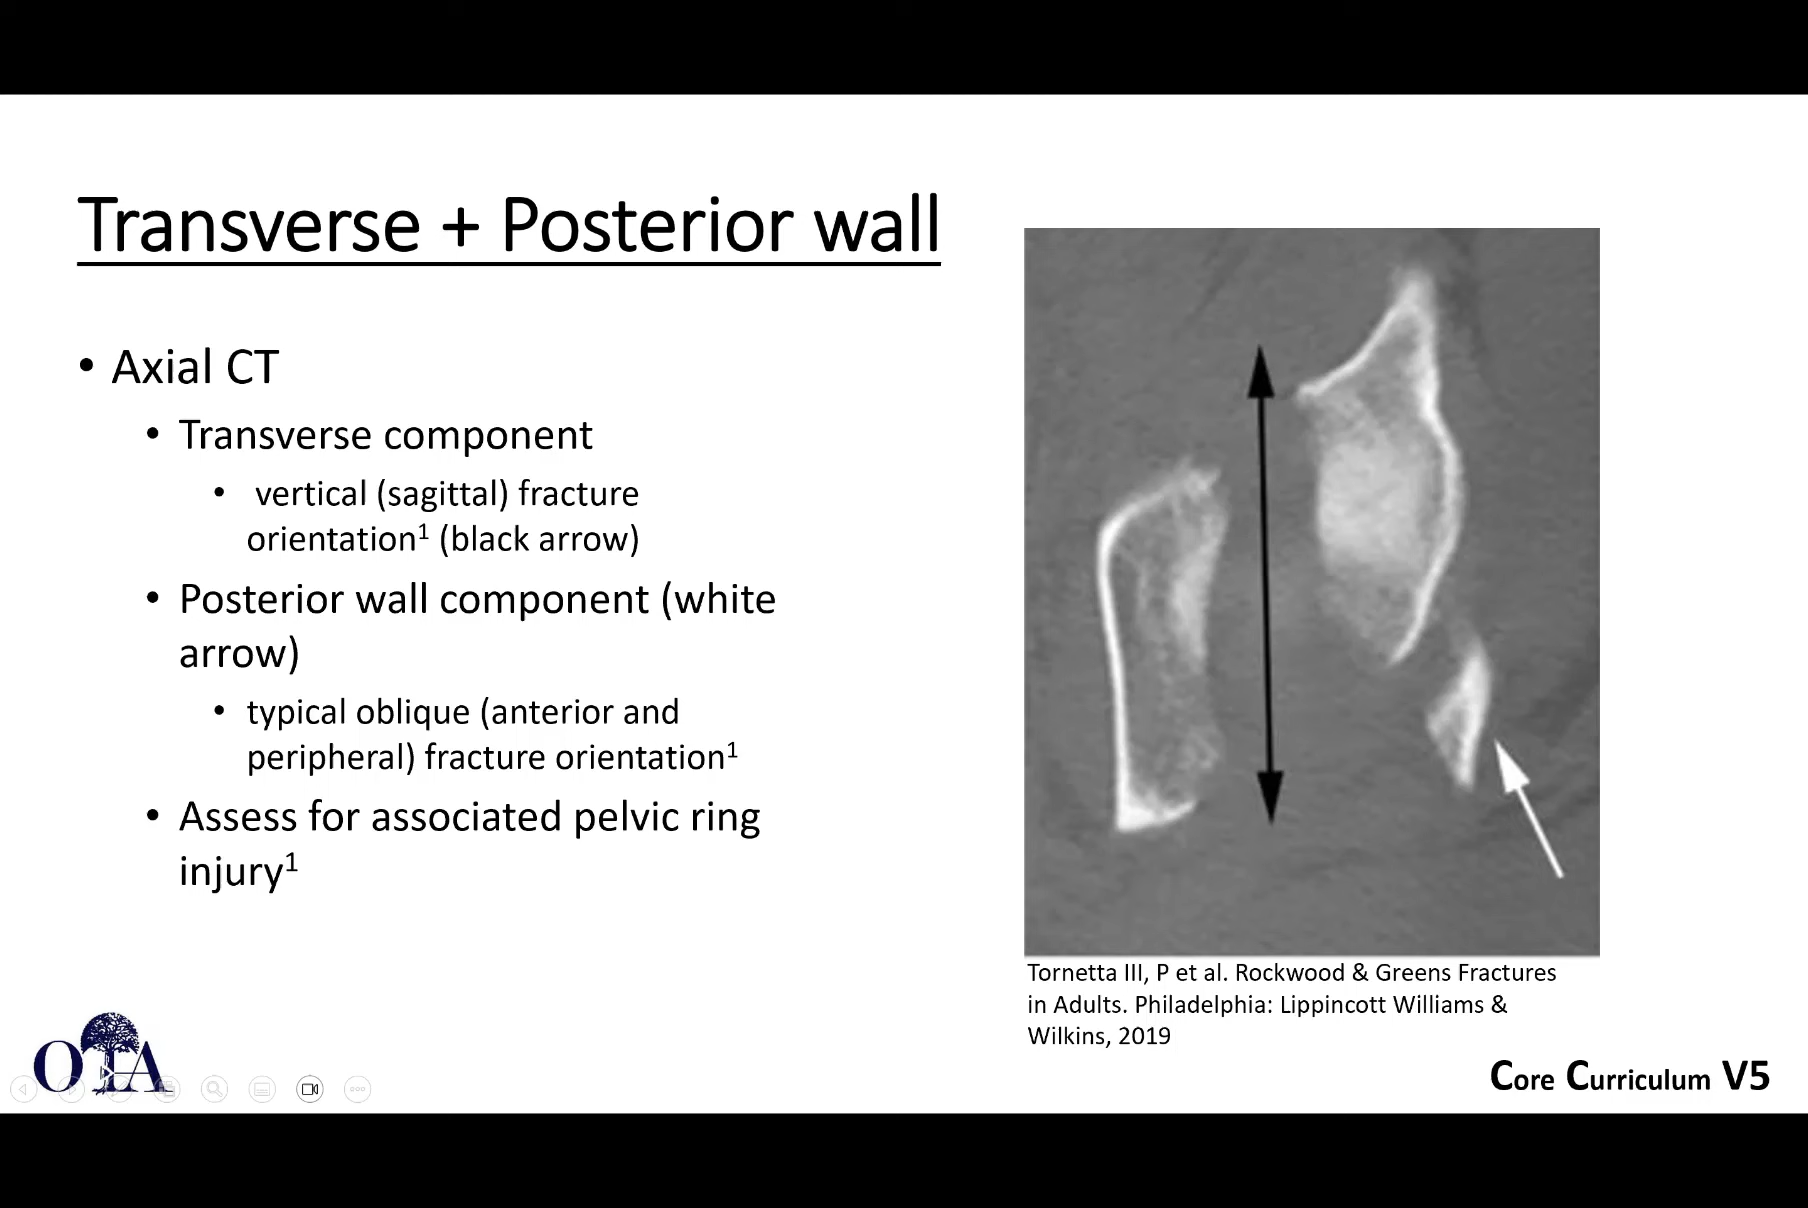 Transverse + Posterior wall
• Axial CT
• Transverse component
• vertical (sagittal) fracture
orientation¹ (black arrow)
• Posterior wall component (white
arrow)
• typical oblique (anterior and
peripheral) fracture orientation¹
• Assess for associated pelvic ring
injury¹
Tornetta III, P et al. Rockwood & Greens Fractures
in Adults. Philadelphia: Lippincott Williams &
Wilkins, 2019
OTA
Core Curriculum V5